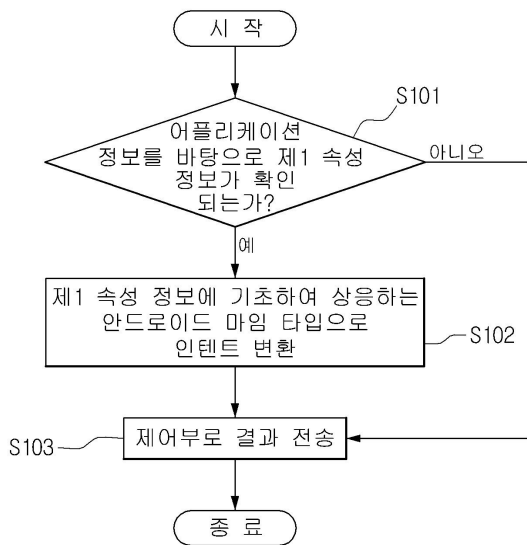 시 작
S101
어플리케이션
정보를 바탕으로 제1 속성
정보가 확인
되는가?
아니오
예
제1 속성 정보에 기초하여 상응하는
안드로이드 마임 타입으로
인텐트 변환
S102
제어부로 결과 전송
S103
종 료